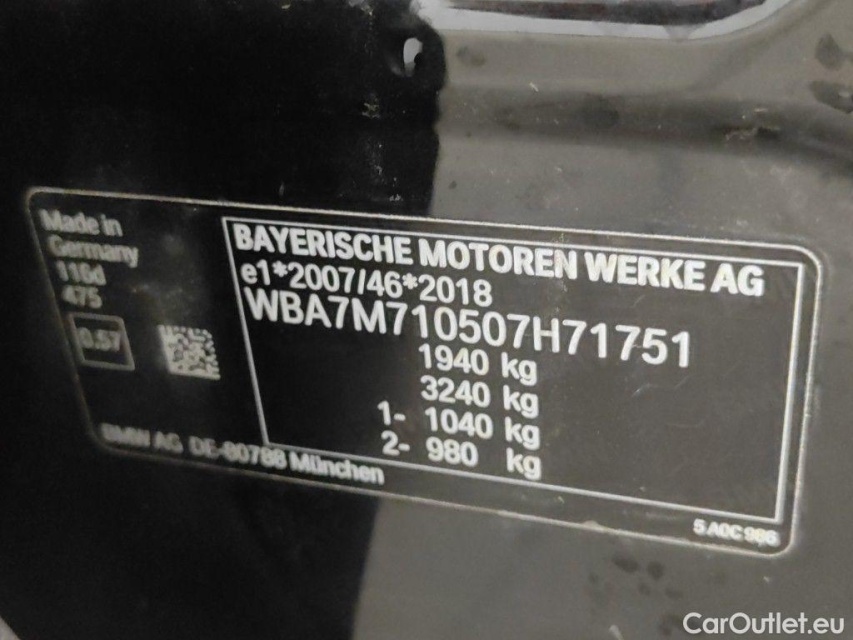 Made in
Germany
116d
475
0.57
BAYERISCHE MOTOREN WERKE AG
e1*2007/46*2018
WBA7M710507H71751
1940 kg
3240 kg
1- 1040 kg
2- 980 kg
BMW AG DE-80788 München
5 AQC 986
CarOutlet.eu